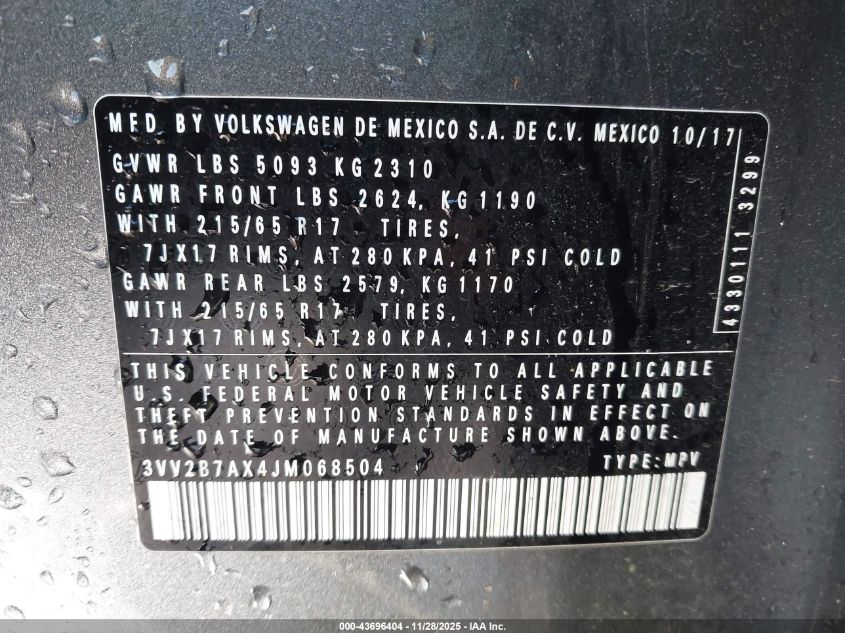 MFD. BY VOLKSWAGEN DE MEXICO S.A. DE C.V. MEXICO 10/17
GVWR LBS 5093 KG 2310
GAWR FRONT LBS 2624, KG 1190
WITH 215/65 R17 TIRES,
7JX17 RIMS, AT 280 KPA, 41 PSI COLD
GAWR REAR LBS 2579, KG 1170
WITH 215/65 R17 TIRES,
7JX17 RIMS, AT 280 KPA, 41 PSI COLD
4330111 3299
THIS VEHICLE CONFORMS TO ALL APPLICABLE
U.S. FEDERAL MOTOR VEHICLE SAFETY AND
THEFT PREVENTION STANDARDS IN EFFECT ON
THE DATE OF MANUFACTURE SHOWN ABOVE.
3VV2B7AX4JM068504 TYPE: MPV
000-43696404 | 11/28/2025 - IAA Inc.